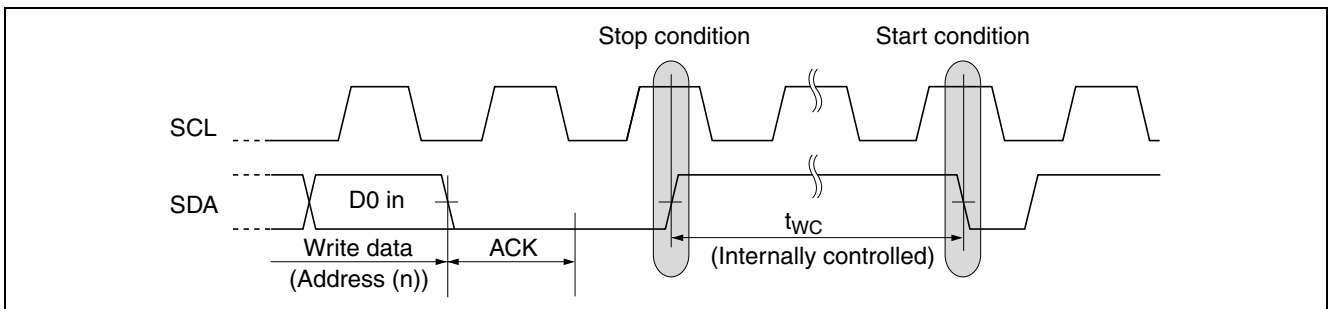 Stop condition
Start condition
SCL
SDA
D0 in
Write data
(Address (n))
ACK
tWC
(Internally controlled)